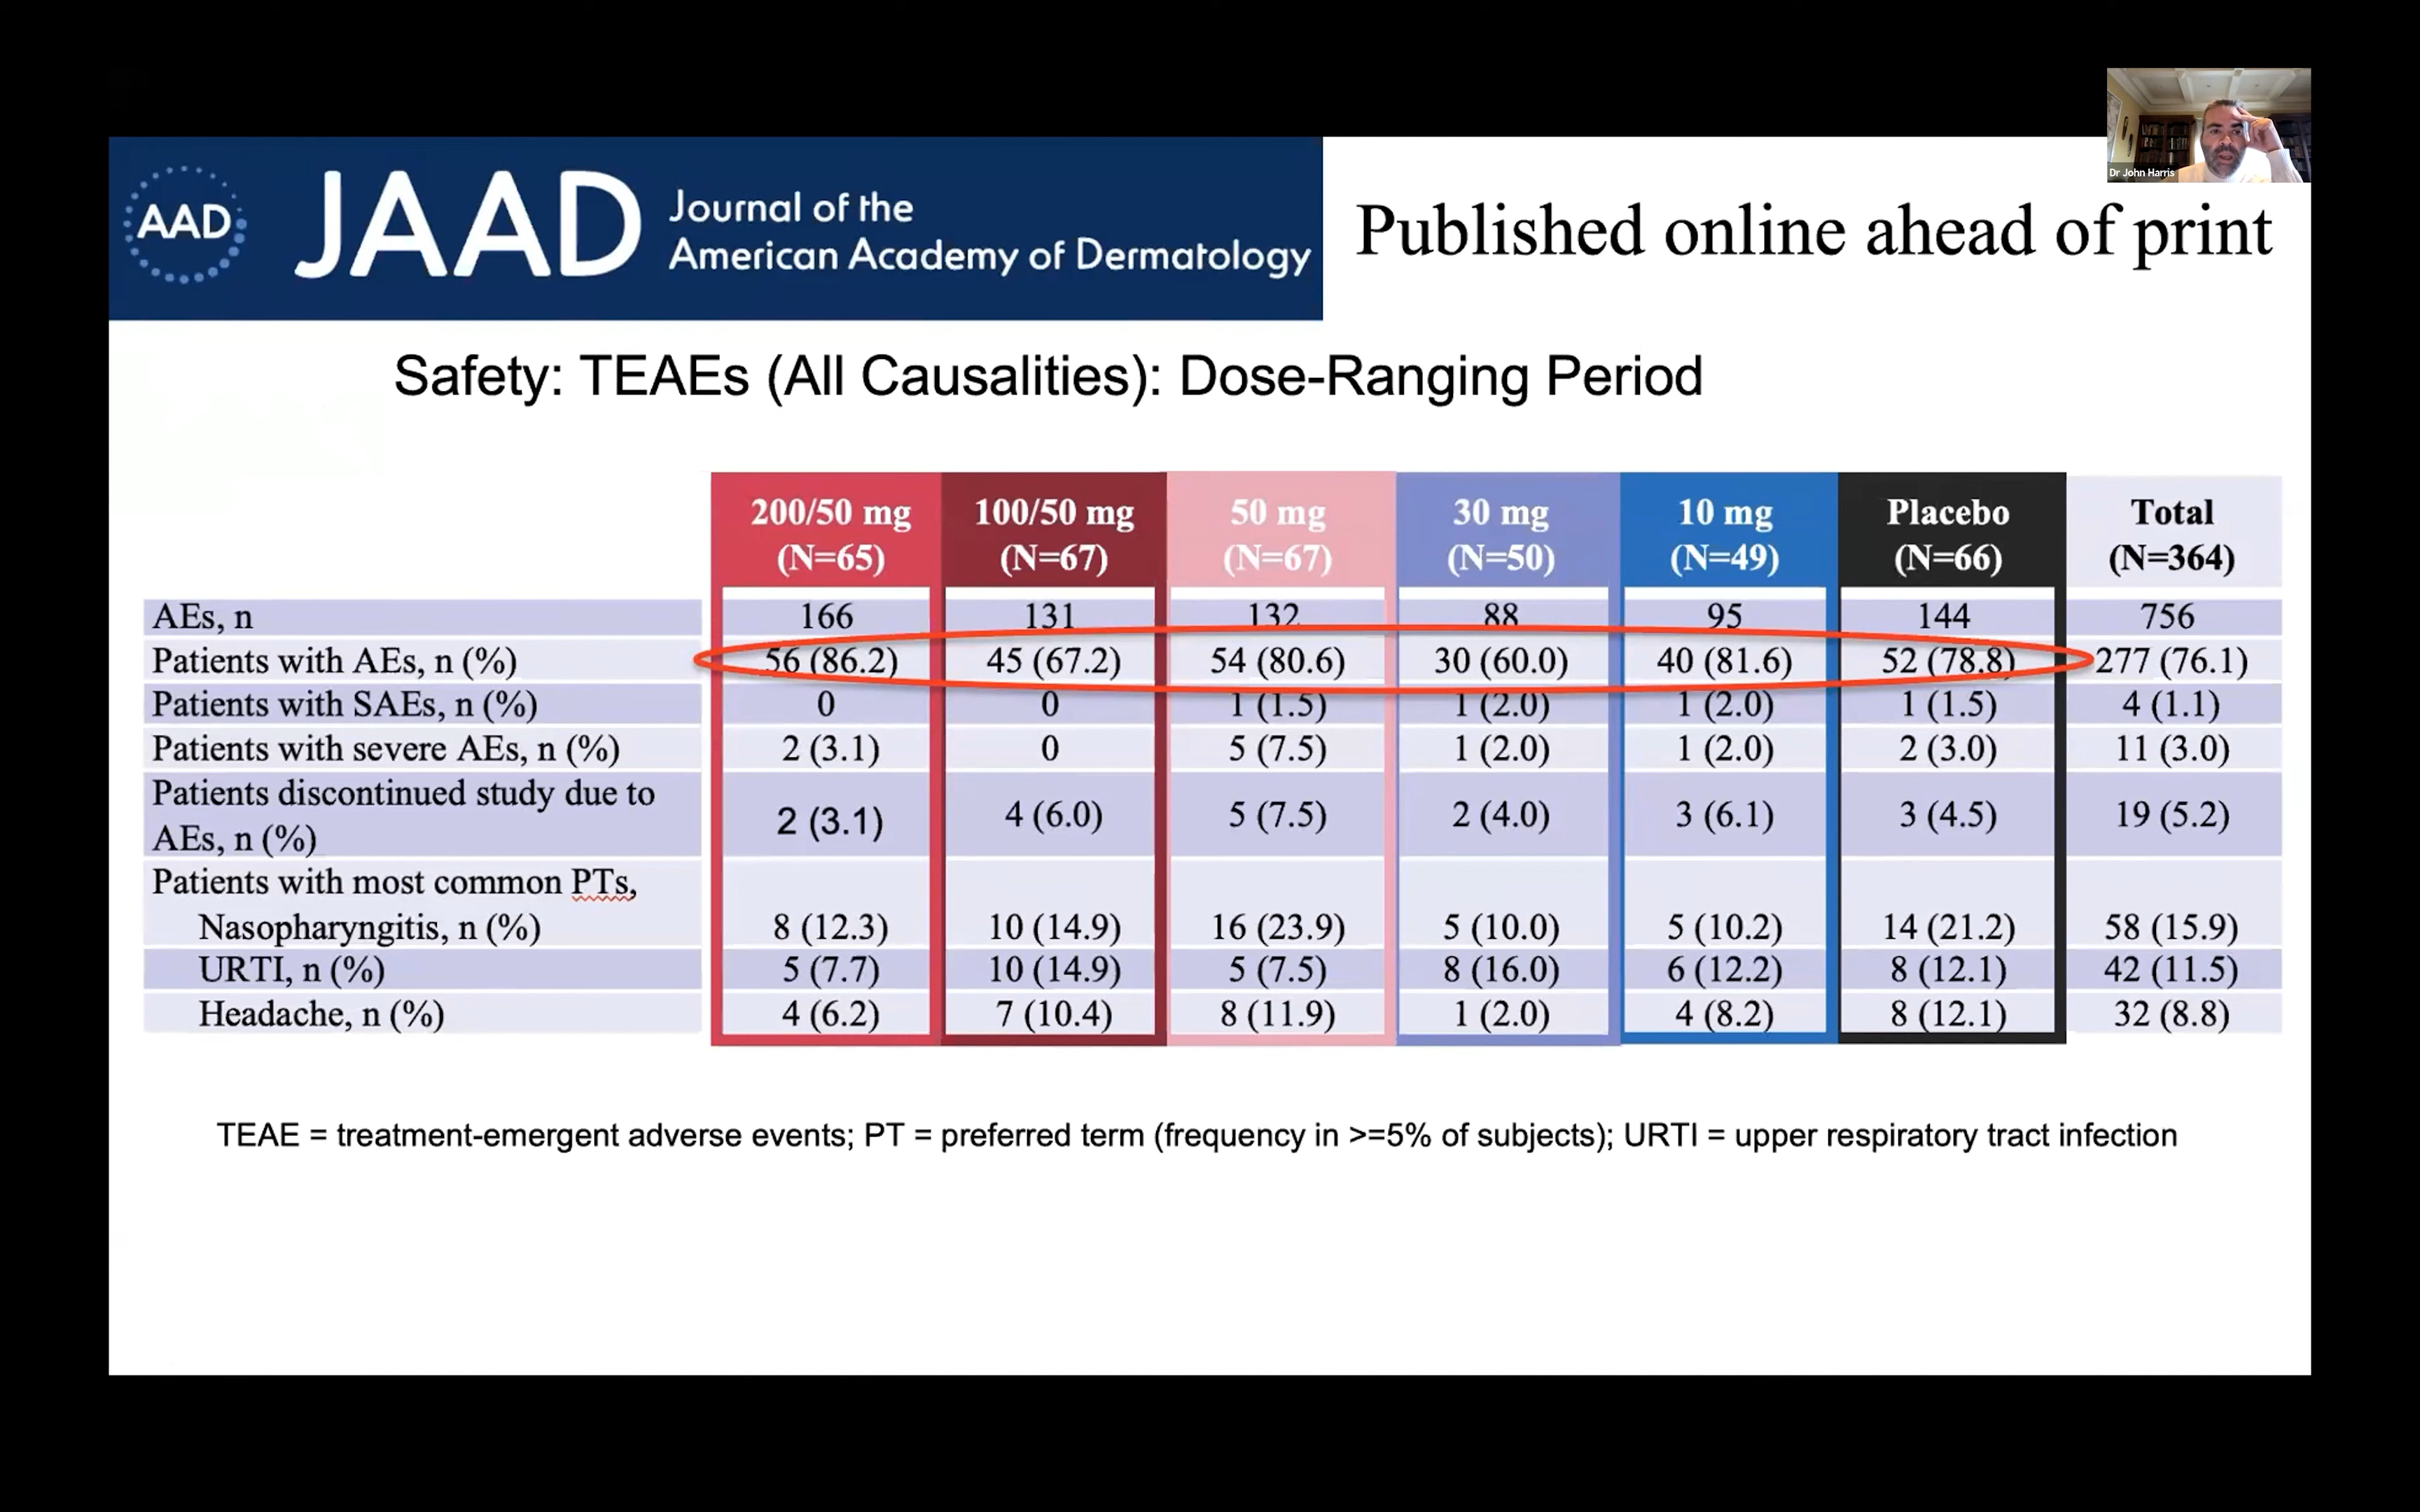 Dr John Harris
AAD
JAAD
Journal of the
American Academy of Dermatology
Published online ahead of print
Safety: TEAEs (All Causalities): Dose-Ranging Period
200/50 mg (N=65) 100/50 mg (N=67) 50 mg (N=67) 30 mg (N=50) 10 mg (N=49) Placebo (N=66) Total (N=364)
AEs, n 166 131 132 88 95 144 756
Patients with AEs, n (%) 56 (86.2) 45 (67.2) 54 (80.6) 30 (60.0) 40 (81.6) 52 (78.8) 277 (76.1)
Patients with SAEs, n (%) 0 0 1 (1.5) 1 (2.0) 1 (2.0) 1 (1.5) 4 (1.1)
Patients with severe AEs, n (%) 2 (3.1) 0 5 (7.5) 1 (2.0) 1 (2.0) 2 (3.0) 11 (3.0)
Patients discontinued study due to
AEs, n (%) 2 (3.1) 4 (6.0) 5 (7.5) 2 (4.0) 3 (6.1) 3 (4.5) 19 (5.2)
Patients with most common PTs,
Nasopharyngitis, n (%) 8 (12.3) 10 (14.9) 16 (23.9) 5 (10.0) 5 (10.2) 14 (21.2) 58 (15.9)
URTI, n (%) 5 (7.7) 10 (14.9) 5 (7.5) 8 (16.0) 6 (12.2) 8 (12.1) 42 (11.5)
Headache, n (%) 4 (6.2) 7 (10.4) 8 (11.9) 1 (2.0) 4 (8.2) 8 (12.1) 32 (8.8)
TEAE = treatment-emergent adverse events; PT = preferred term (frequency in >=5% of subjects); URTI = upper respiratory tract infection